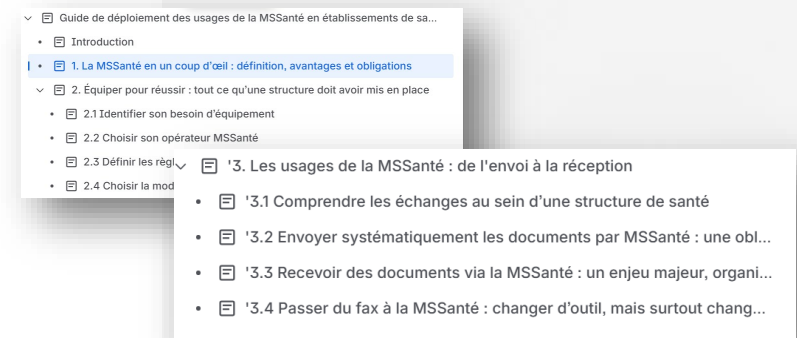 Guide de déploiement des usages de la MSSanté en établissements de sa...
Introduction
1. La MSSanté en un coup d'œil : définition, avantages et obligations
2. Équiper pour réussir : tout ce qu'une structure doit avoir mis en place
2.1 Identifier son besoin d'équipement
2.2 Choisir son opérateur MSSanté
2.3 Définir les
2.4 Choisir la
'3. Les usages de la MSSanté : de l'envoi à la réception
'3.1 Comprendre les échanges au sein d'une structure de santé
'3.2 Envoyer systématiquement les documents par MSSanté : une obl...
'3.3 Recevoir des documents via la MSSanté : un enjeu majeur, organi...
'3.4 Passer du fax à la MSSanté : changer d'outil, mais surtout chang...